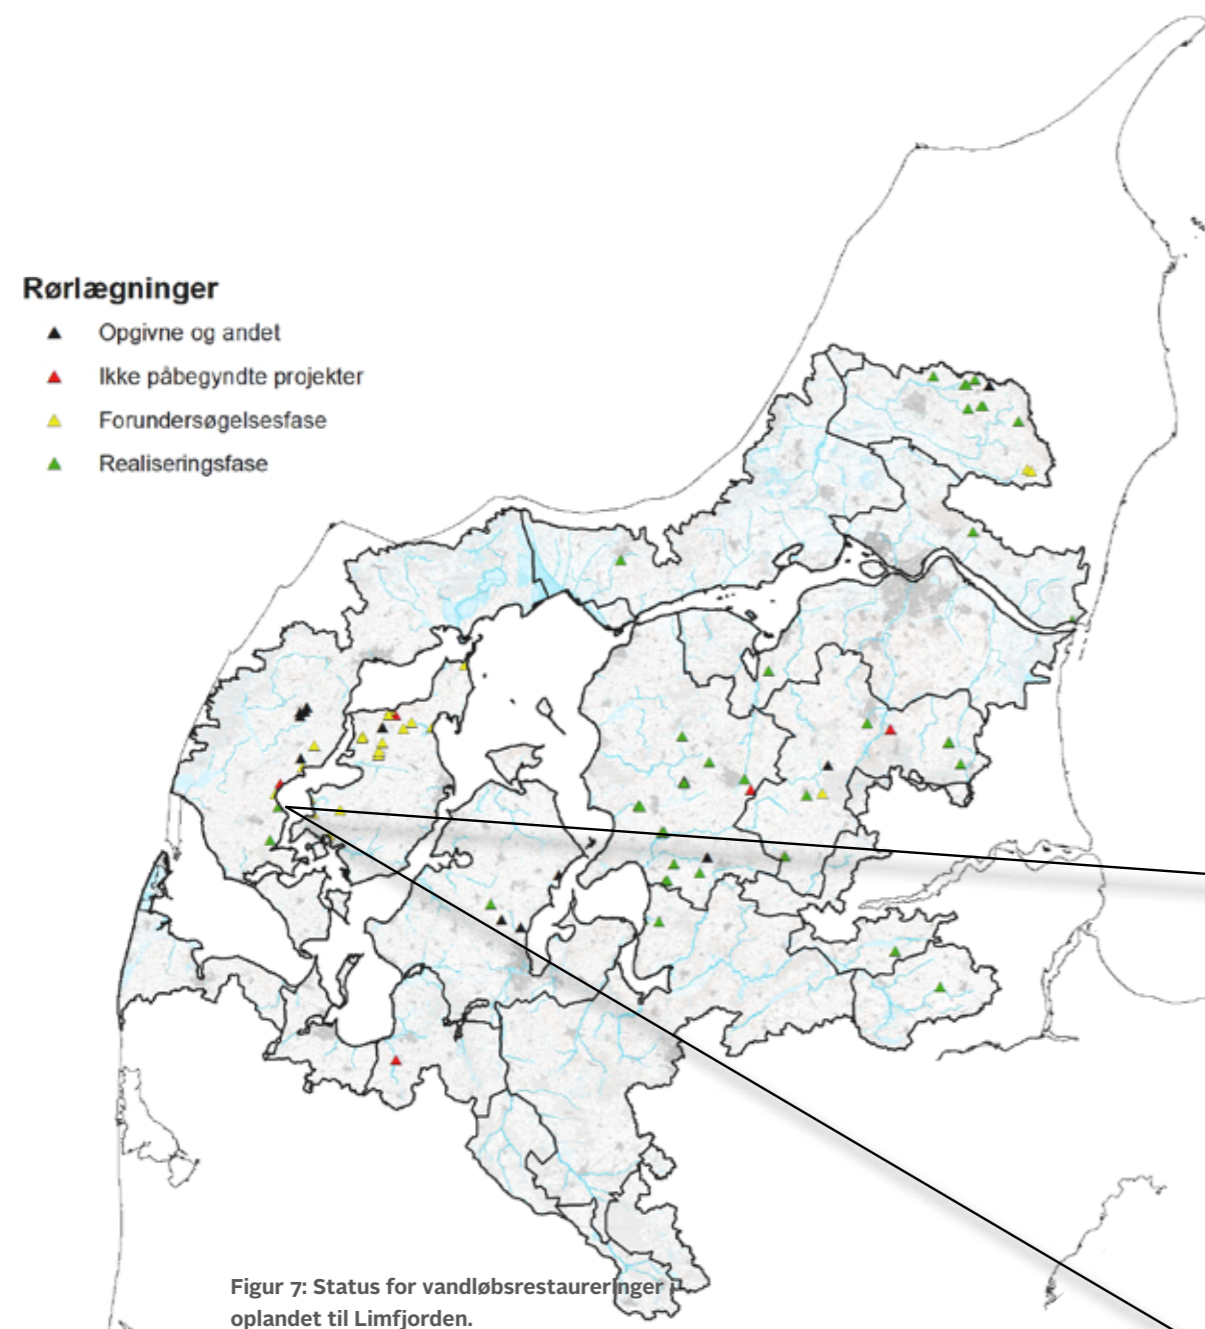 Rørlægninger
Opgivne og andet
Ikke påbegyndte projekter
Forundersøgelsesfase
Realiseringsfase
Figur 7: Status for vandløbsrestaureringer i
oplandet til Limfjorden.